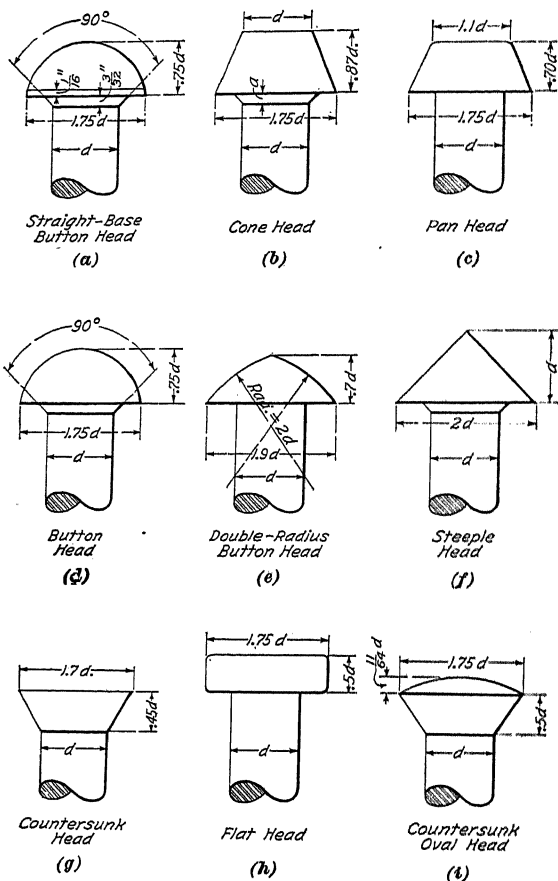 90°
1"
16
3"
32
.75d
1.75d
d
Straight-Base
Button Head
(a)
d
.87d
a
1.75d
d
Cone Head
(b)
1.1d
.70d
1.75d
d
Pan Head
(c)
90°
.75d
1.75d
d
Button
Head
(d)
.7d
Radi. = 2d
1.9d
d
Double-Radius
Button Head
(e)
d
2d
d
Steeple
Head
(f)
1.7d
.45d
d
Countersunk
Head
(g)
1.75d
.5d
d
Flat Head
(h)
11
64 d
1.75d
.5d
d
Countersunk
Oval Head
(i)